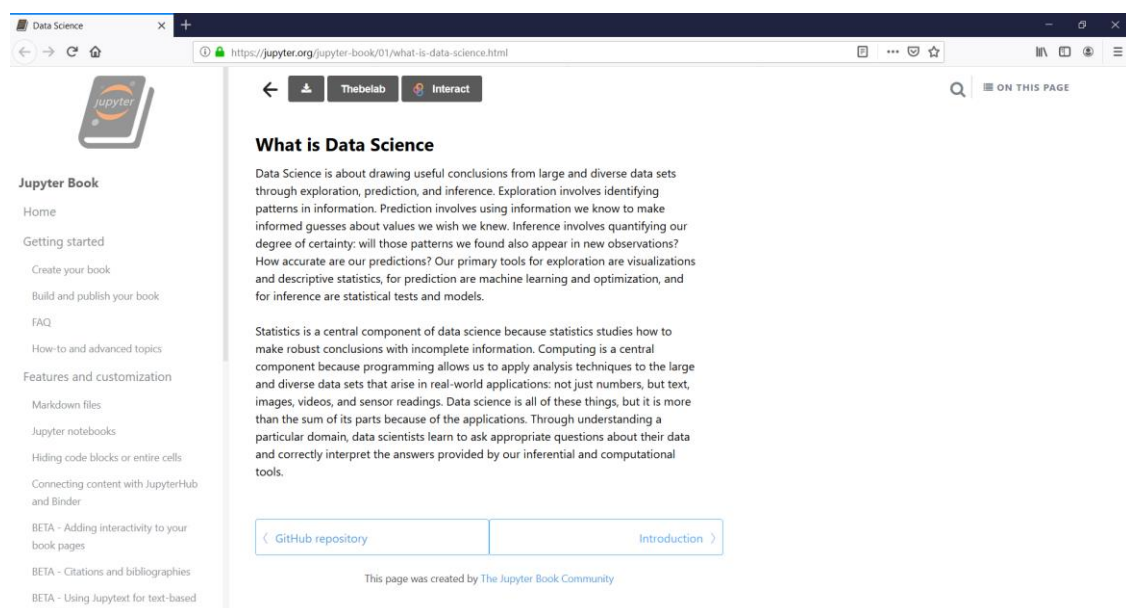 Data Science
https://jupyter.org/jupyter-book/01/what-is-data-science.html
jupyter
Thebelab
Interact
ON THIS PAGE
Jupyter Book
Home
Getting started
Create your book
Build and publish your book
FAQ
How-to and advanced topics
Features and customization
Markdown files
Jupyter notebooks
Hiding code blocks or entire cells
Connecting content with JupyterHub
and Binder
BETA - Adding interactivity to your
book pages
BETA - Citations and bibliographies
BETA - Using Jupytext for text-based
What is Data Science
Data Science is about drawing useful conclusions from large and diverse data sets
through exploration, prediction, and inference. Exploration involves identifying
patterns in information. Prediction involves using information we know to make
informed guesses about values we wish we knew. Inference involves quantifying our
degree of certainty: will those patterns we found also appear in new observations?
How accurate are our predictions? Our primary tools for exploration are visualizations
and descriptive statistics, for prediction are machine learning and optimization, and
for inference are statistical tests and models.
Statistics is a central component of data science because statistics studies how to
make robust conclusions with incomplete information. Computing is a central
component because programming allows us to apply analysis techniques to the large
and diverse data sets that arise in real-world applications: not just numbers, but text,
images, videos, and sensor readings. Data science is all of these things, but it is more
than the sum of its parts because of the applications. Through understanding a
particular domain, data scientists learn to ask appropriate questions about their data
and correctly interpret the answers provided by our inferential and computational
tools.
GitHub repository
Introduction
This page was created by The Jupyter Book Community